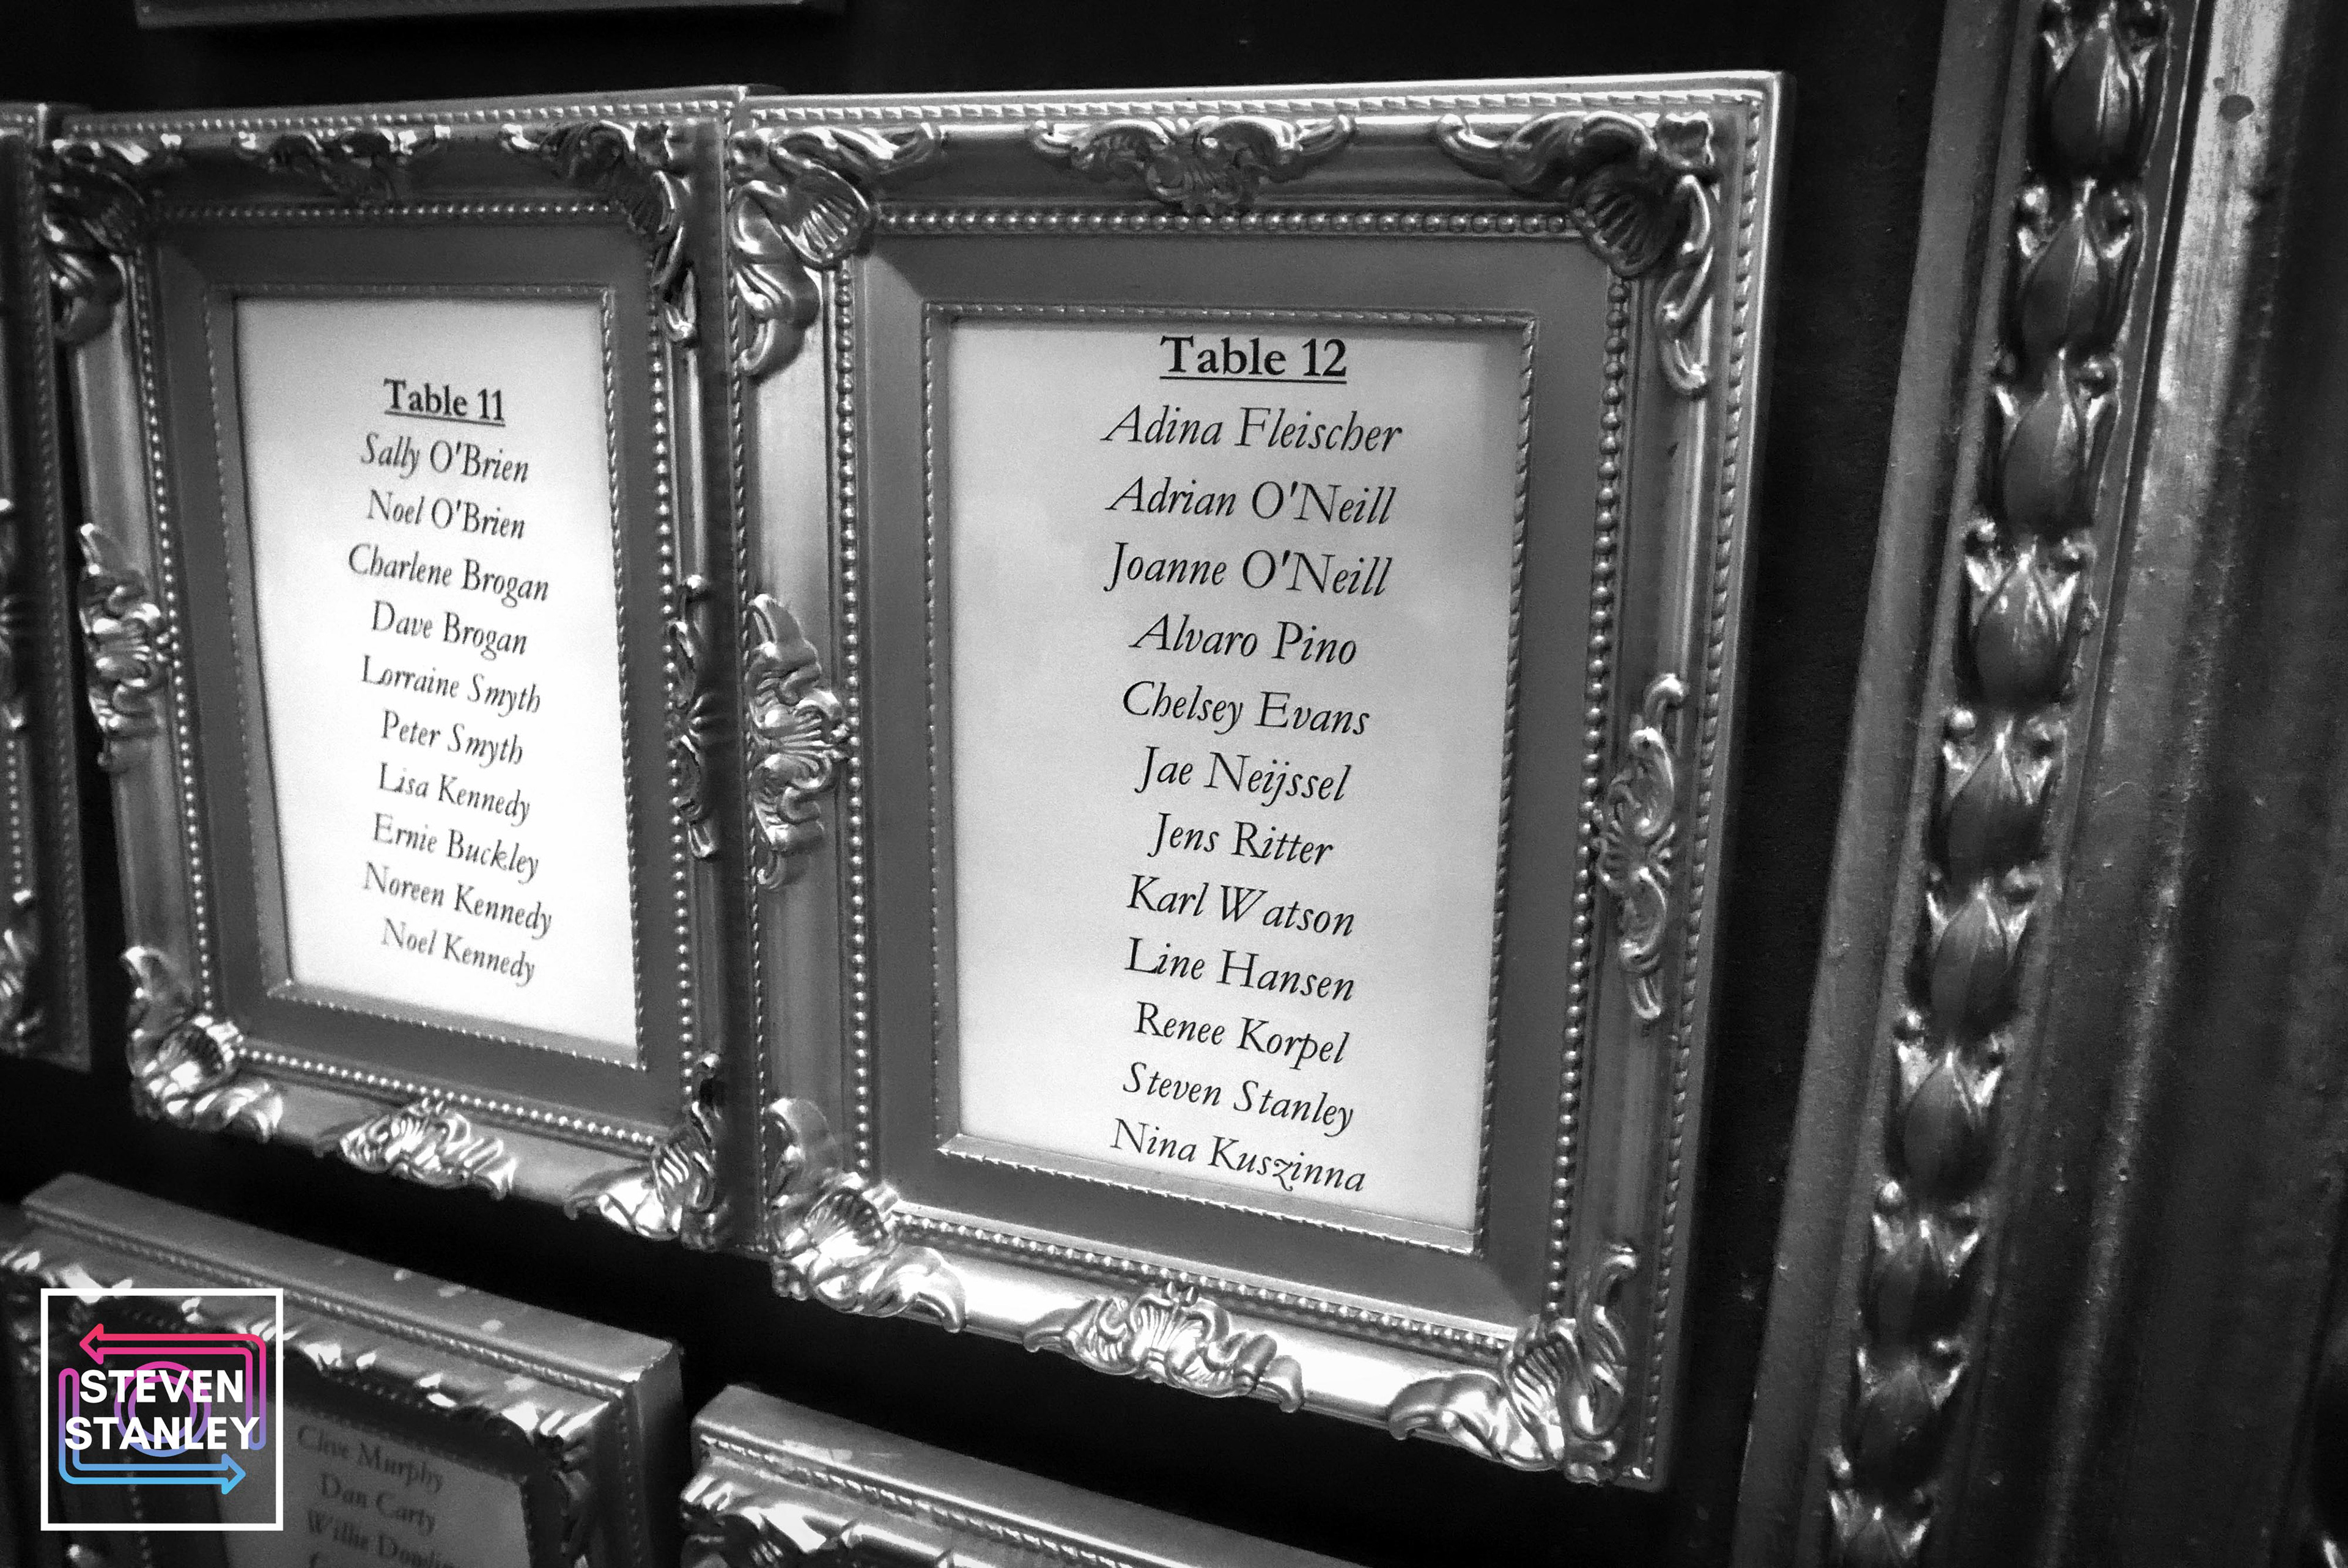 Table 11
Sally O'Brien
Noel O'Brien
Charlene Brogan
Dave Brogan
Lorraine Smyth
Peter Smyth
Lisa Kennedy
Ernie Buckley
Noreen Kennedy
Noel Kennedy
Table 12
Adina Fleischer
Adrian O'Neill
Joanne O'Neill
Alvaro Pino
Chelsey Evans
Jae Neijssel
Jens Ritter
Karl Watson
Line Hansen
Renee Korpel
Steven Stanley
Nina Kuszinna
Clive Murphy
Dan Carty
Willie
STEVEN
STANLEY